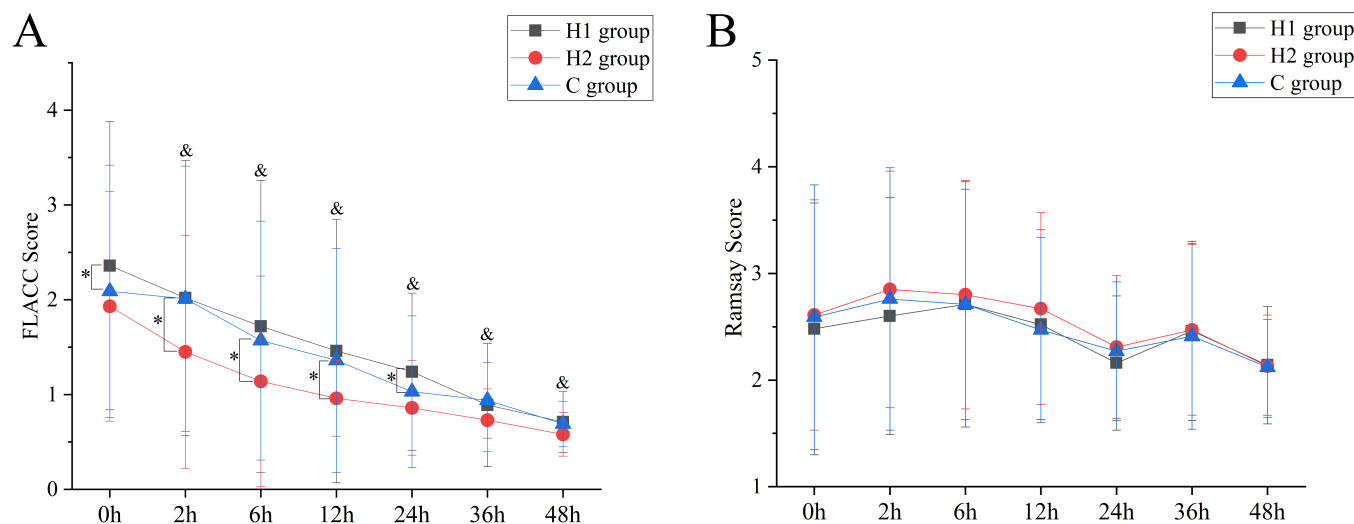 A
H1 group
H2 group
C group
FLACC Score
4
3
2
1
0
* & * & * & * & * & & &
0h 2h 6h 12h 24h 36h 48h
B
H1 group
H2 group
C group
Ramsay Score
5
4
3
2
1
0h 2h 6h 12h 24h 36h 48h